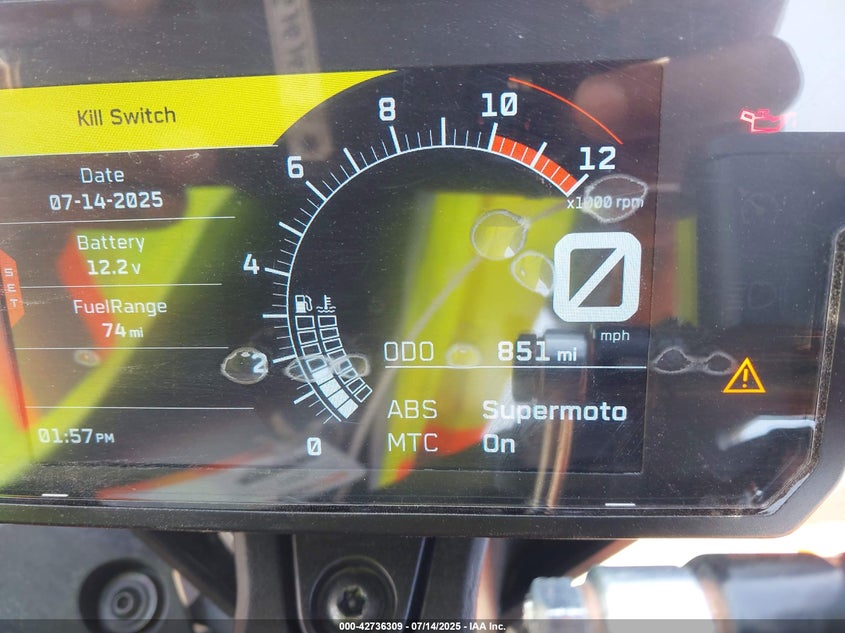 Kill Switch
Date
07-14-2025
Battery
12.2 V
FuelRange
74 mi
SET
01:57 PM
0
2
4
6
8
10
12
x1000 rpm
0
mph
ODO 851 mi
ABS Supermoto
MTC On
000-42736309 | 07/14/2025 - IAA Inc.